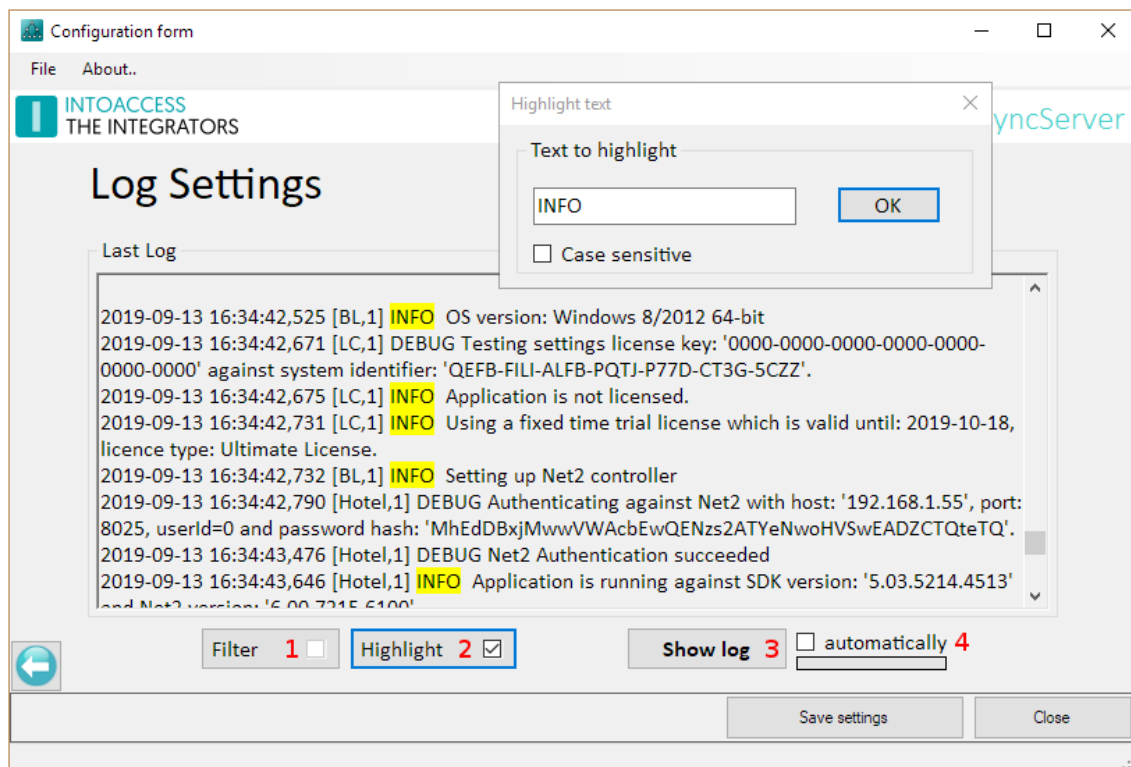 Configuration form
File About..
INTOACCESS
THE INTEGRATORS
yncServer
Log Settings
Highlight text
Text to highlight
INFO
OK
Case sensitive
Last Log
2019-09-13 16:34:42,525 [BL,1] INFO OS version: Windows 8/2012 64-bit
2019-09-13 16:34:42,671 [LC,1] DEBUG Testing settings license key: '0000-0000-0000-0000-0000-
0000-0000' against system identifier: 'QEFB-FILI-ALFB-PQTJ-P77D-CT3G-5CZZ'.
2019-09-13 16:34:42,675 [LC,1] INFO Application is not licensed.
2019-09-13 16:34:42,731 [LC,1] INFO Using a fixed time trial license which is valid until: 2019-10-18,
licence type: Ultimate License.
2019-09-13 16:34:42,732 [BL,1] INFO Setting up Net2 controller
2019-09-13 16:34:42,790 [Hotel,1] DEBUG Authenticating against Net2 with host: '192.168.1.55', port:
8025, userId=0 and password hash: 'MhEdDBxjMwwVWAcbEwQENzs2ATYeNwoHVSwEADZCTQteTQ'.
2019-09-13 16:34:43,476 [Hotel,1] DEBUG Net2 Authentication succeeded
2019-09-13 16:34:43,646 [Hotel,1] INFO Application is running against SDK version: '5.03.5214.4513'
and Net2 version: '6.00.7215.6100'
Filter 1
Highlight 2
Show log 3
automatically 4
Save settings
Close